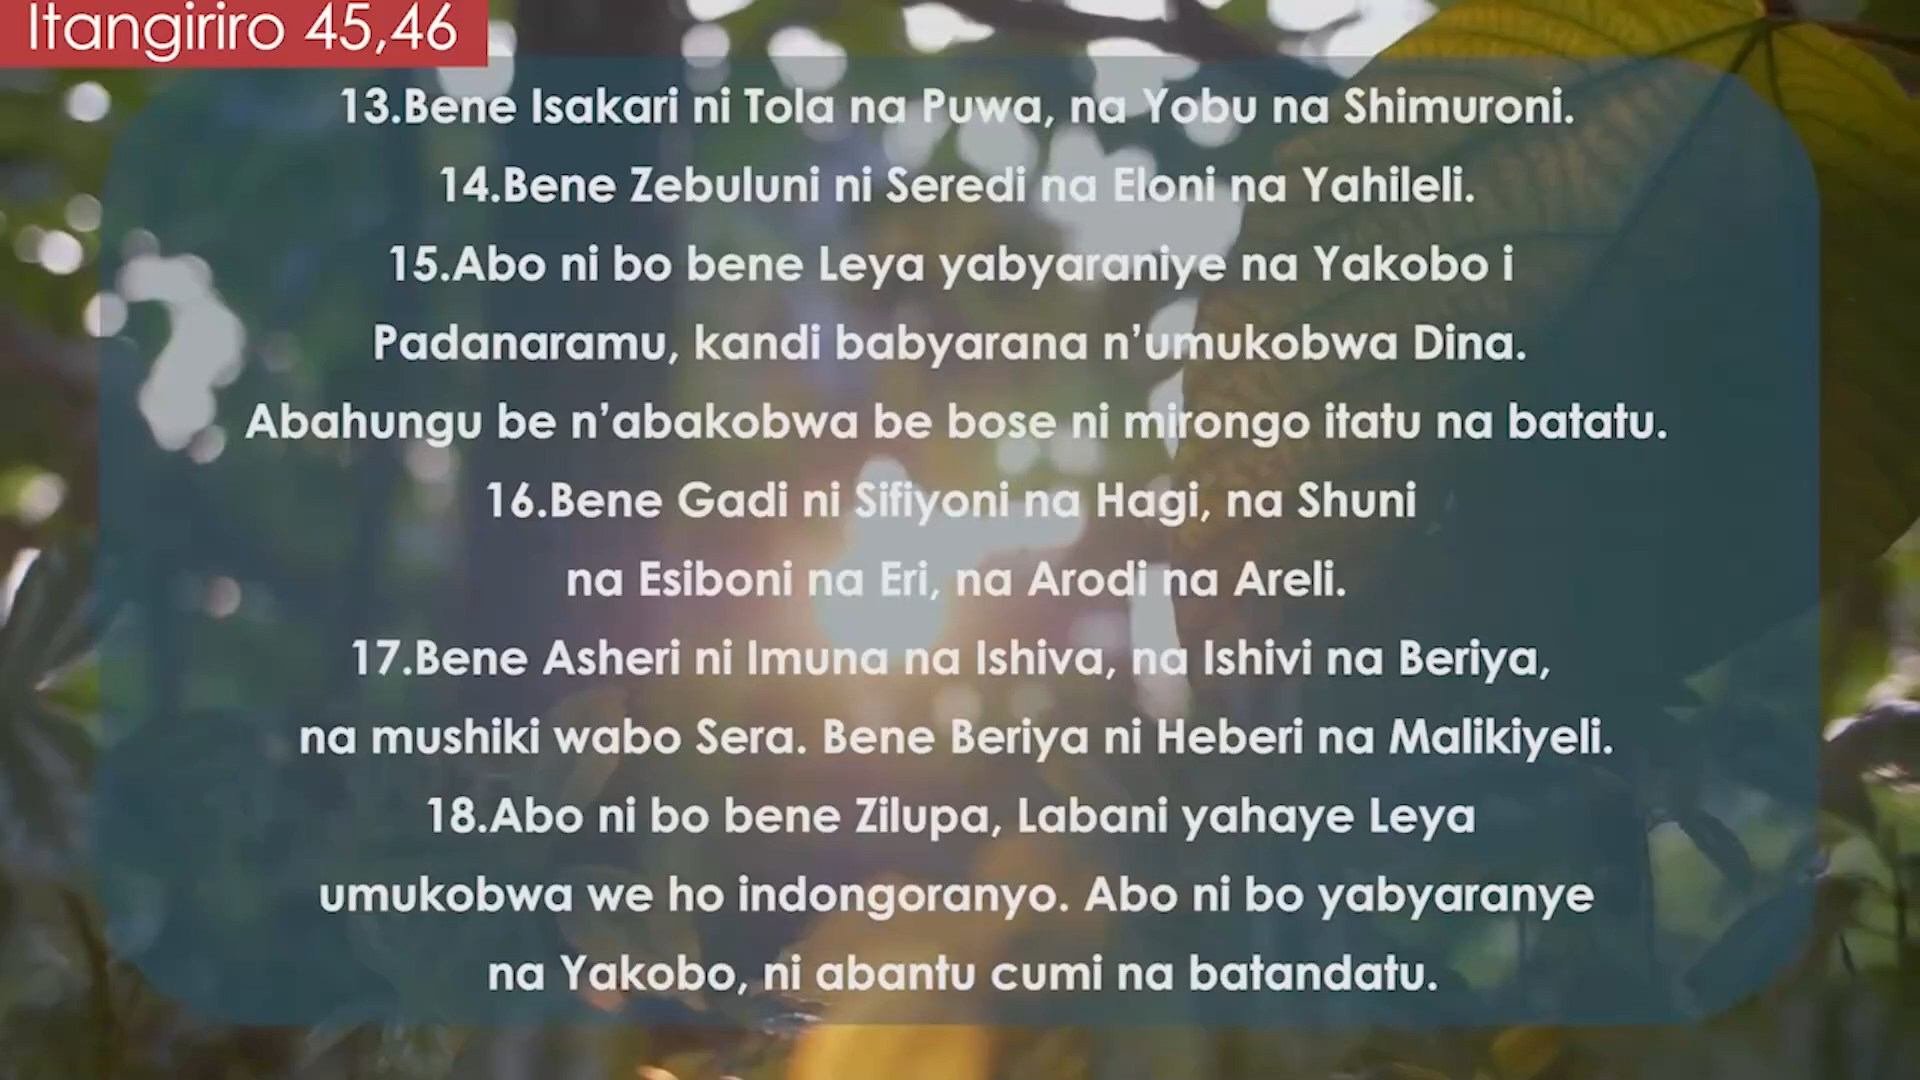 Itangiriro 45,46
13.Bene Isakari ni Tola na Puwa, na Yobu na Shimuroni.
14.Bene Zebuluni ni Seredi na Eloni na Yahileli.
15.Abo ni bo bene Leya yabyaraniye na Yakobo i
Padanaramu, kandi babyarana n’umukobwa Dina.
Abahungu be n’abakobwa be bose ni mirongo itatu na batatu.
16.Bene Gadi ni Sifiyoni na Hagi, na Shuni
na Esiboni na Eri, na Arodi na Areli.
17.Bene Asheri ni Imuna na Ishiva, na Ishivi na Beriya,
na mushiki wabo Sera. Bene Beriya ni Heberi na Malikiyeli.
18.Abo ni bo bene Zilupa, Labani yahaye Leya
umukobwa we ho indongoranyo. Abo ni bo yabyaranye
na Yakobo, ni abantu cumi na batandatu.